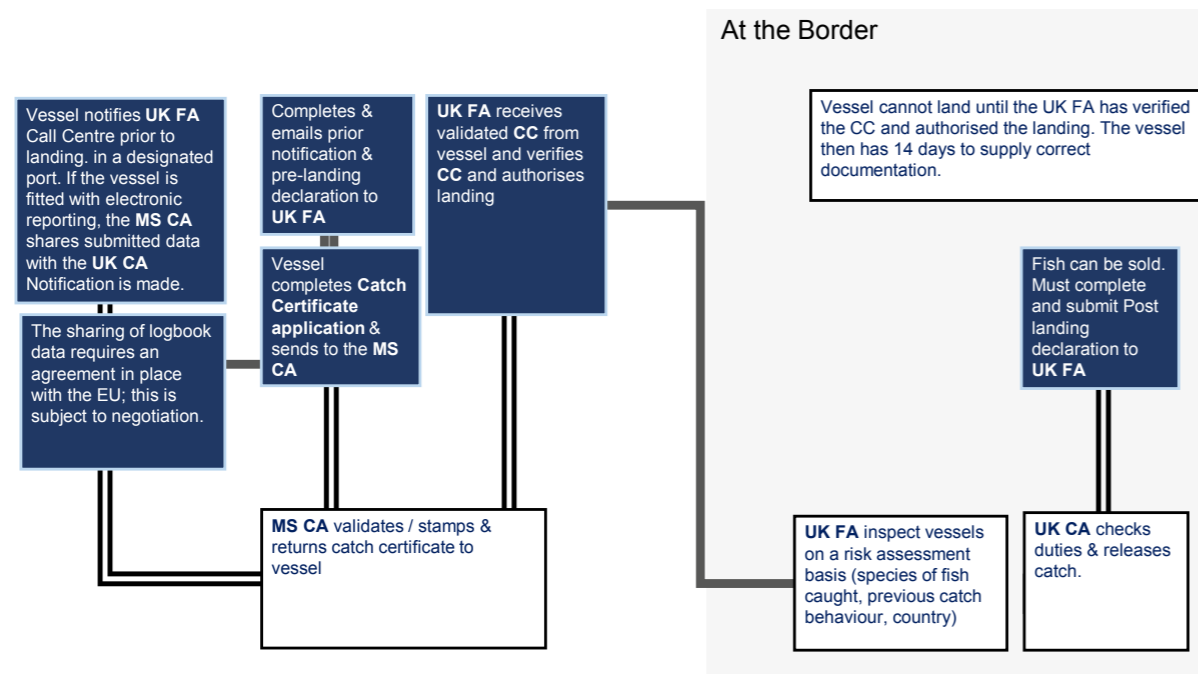 At the Border
Vessel notifies UK FA
Call Centre prior to
landing. in a designated
port. If the vessel is
fitted with electronic
reporting, the MS CA
shares submitted data
with the UK CA
Notification is made.
The sharing of logbook
data requires an
agreement in place
with the EU; this is
subject to negotiation.
Completes &
emails prior
notification &
pre-landing
declaration to
UK FA
Vessel
completes Catch
Certificate
application &
sends to the MS
CA
UK FA receives
validated CC from
vessel and verifies
CC and authorises
landing
MS CA validates / stamps &
returns catch certificate to
vessel
Vessel cannot land until the UK FA has verified
the CC and authorised the landing. The vessel
then has 14 days to supply correct
documentation.
UK FA inspect vessels
on a risk assessment
basis (species of fish
caught, previous catch
behaviour, country)
Fish can be sold.
Must complete
and submit Post
landing
declaration to
UK FA
UK CA checks
duties & releases
catch.